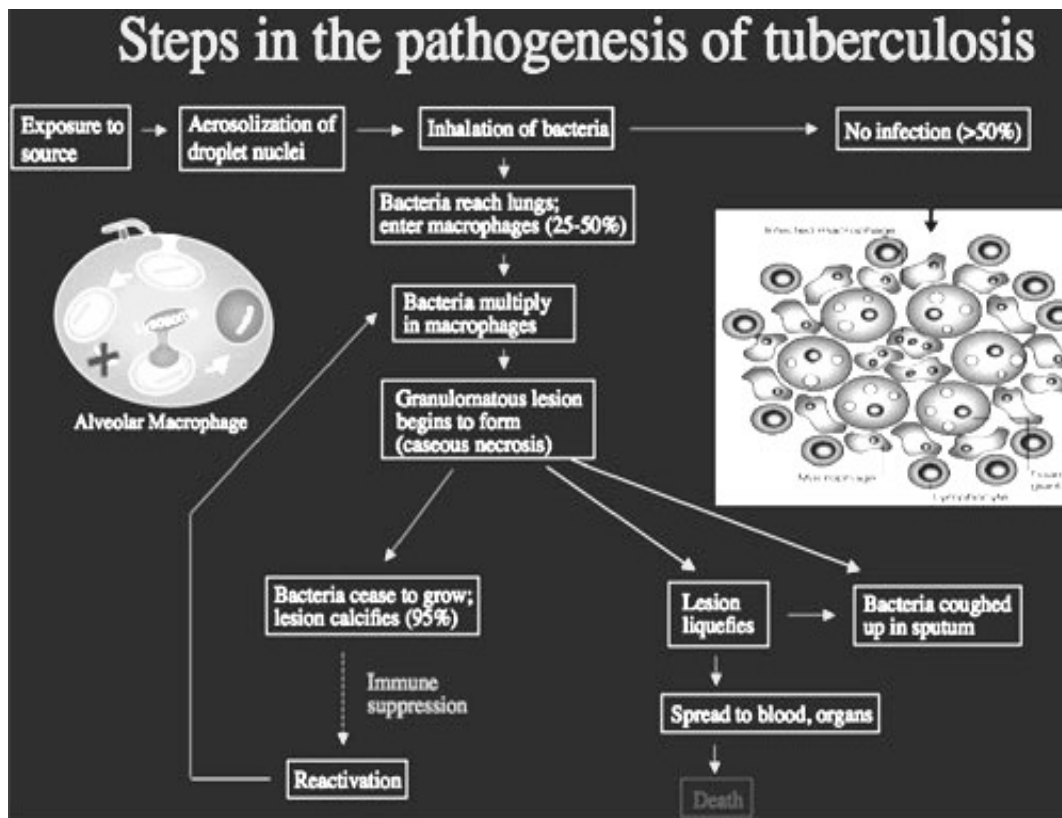 Steps in the pathogenesis of tuberculosis
Exposure to
source
Aerosolization of
droplet nuclei
Inhalation of bacteria
No infection (>50%)
Bacteria reach lungs;
enter macrophages (25-50%)
Bacteria multiply
in macrophages
Lysosome
Alveolar Macrophage
Granulomatous lesion
begins to form
(caseous necrosis)
Infected macrophage
Macrophage
Lymphocyte
Bacteria cease to grow;
lesion calcifies (95%)
Lesion
liquefies
Bacteria coughed
up in sputum
Immune
suppression
Spread to blood, organs
Reactivation
Death